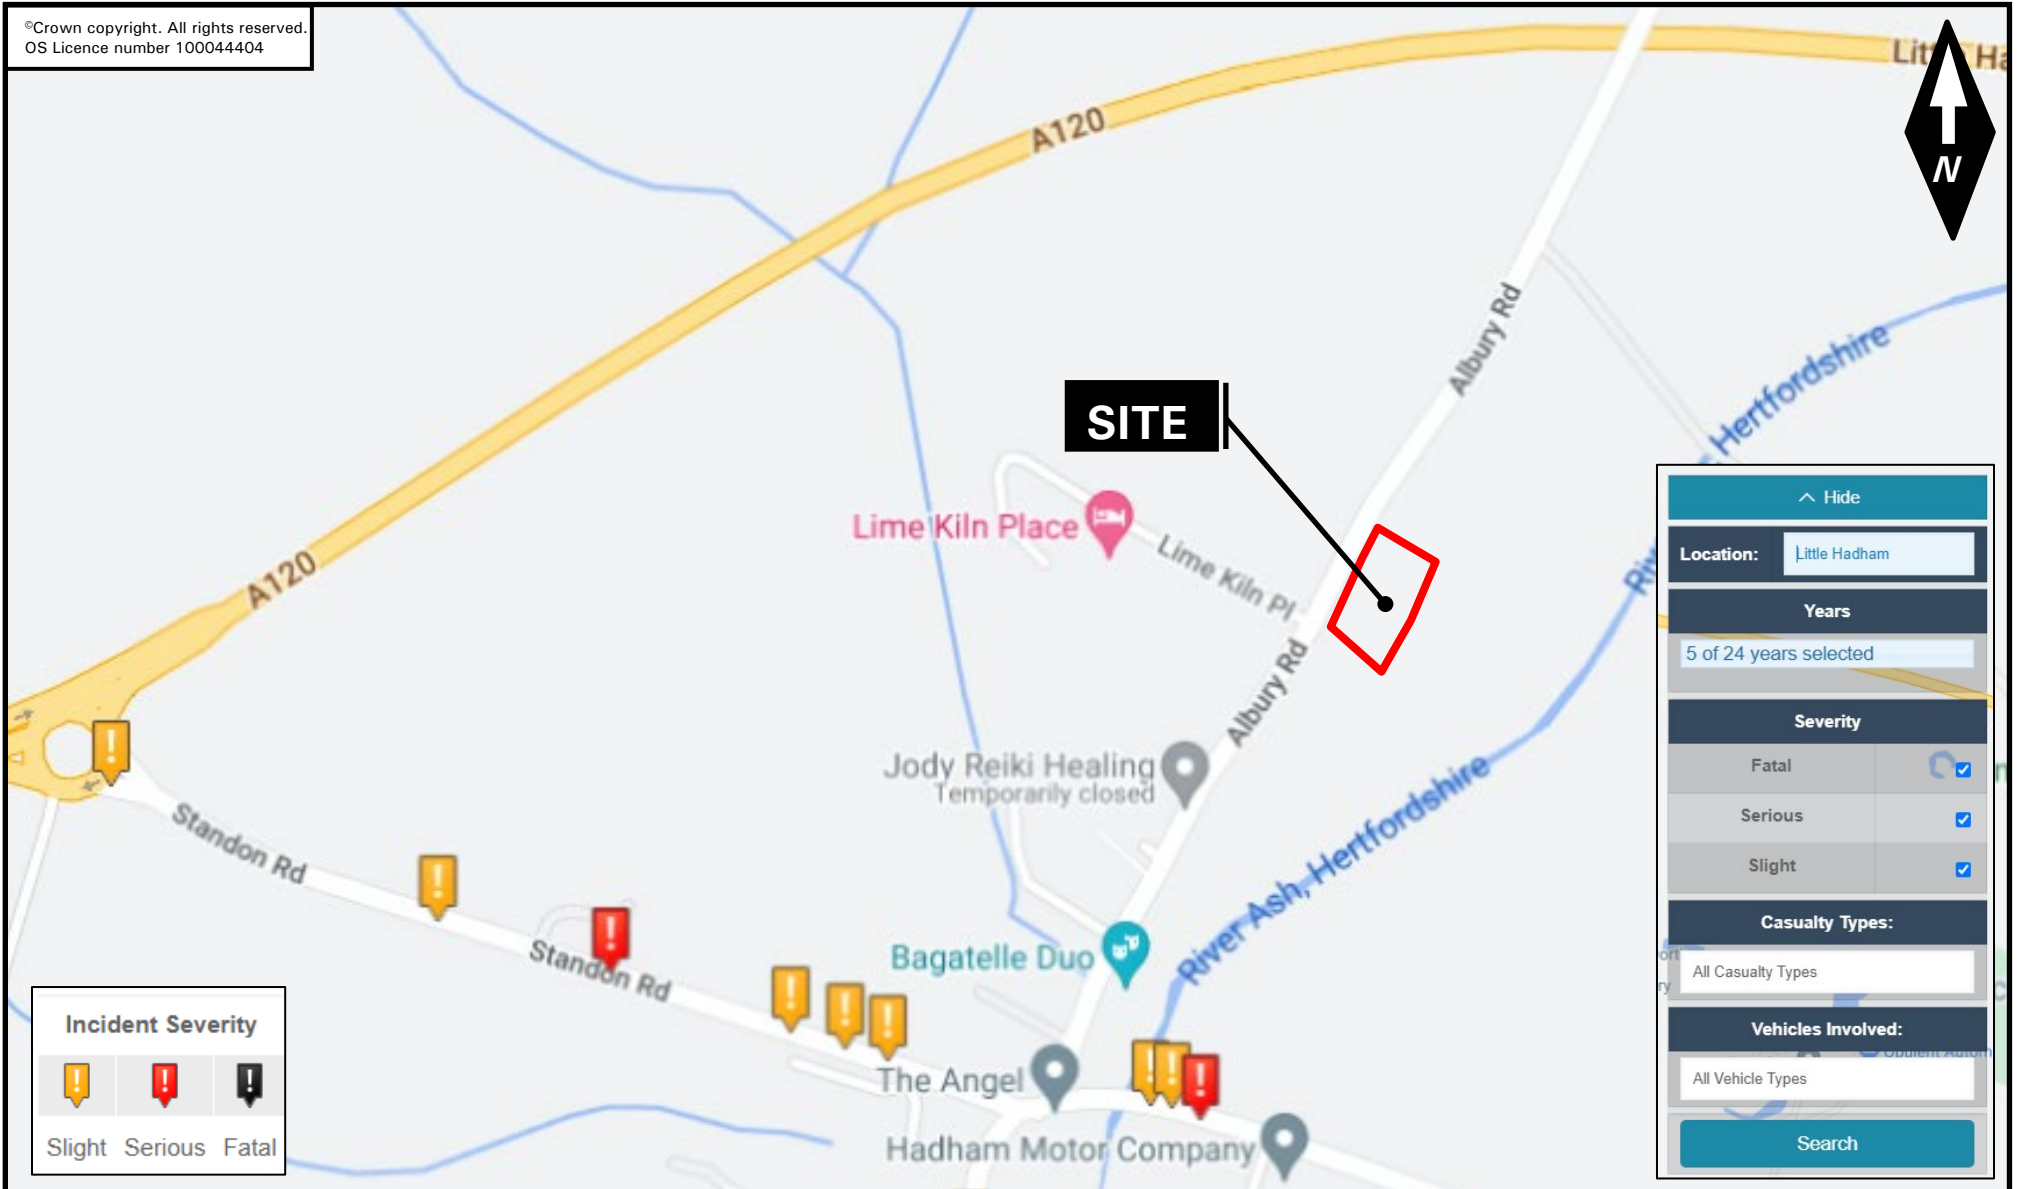 ©Crown copyright. All rights reserved.
OS Licence number 100044404
A120
N
Albury Rd
Hertfordshire
SITE
Lime Kiln Place
Lime Kiln Pl
A120
Albury Rd
Jody Reiki Healing
Temporarily closed
Standon Rd
River Ash, Hertfordshire
Standon Rd
Bagatelle Duo
The Angel
Hadham Motor Company
Incident Severity
Slight Serious Fatal
Hide
Location: Little Hadham
Years
5 of 24 years selected
Severity
Fatal
Serious
Slight
Casualty Types:
All Casualty Types
Vehicles Involved:
All Vehicle Types
Search